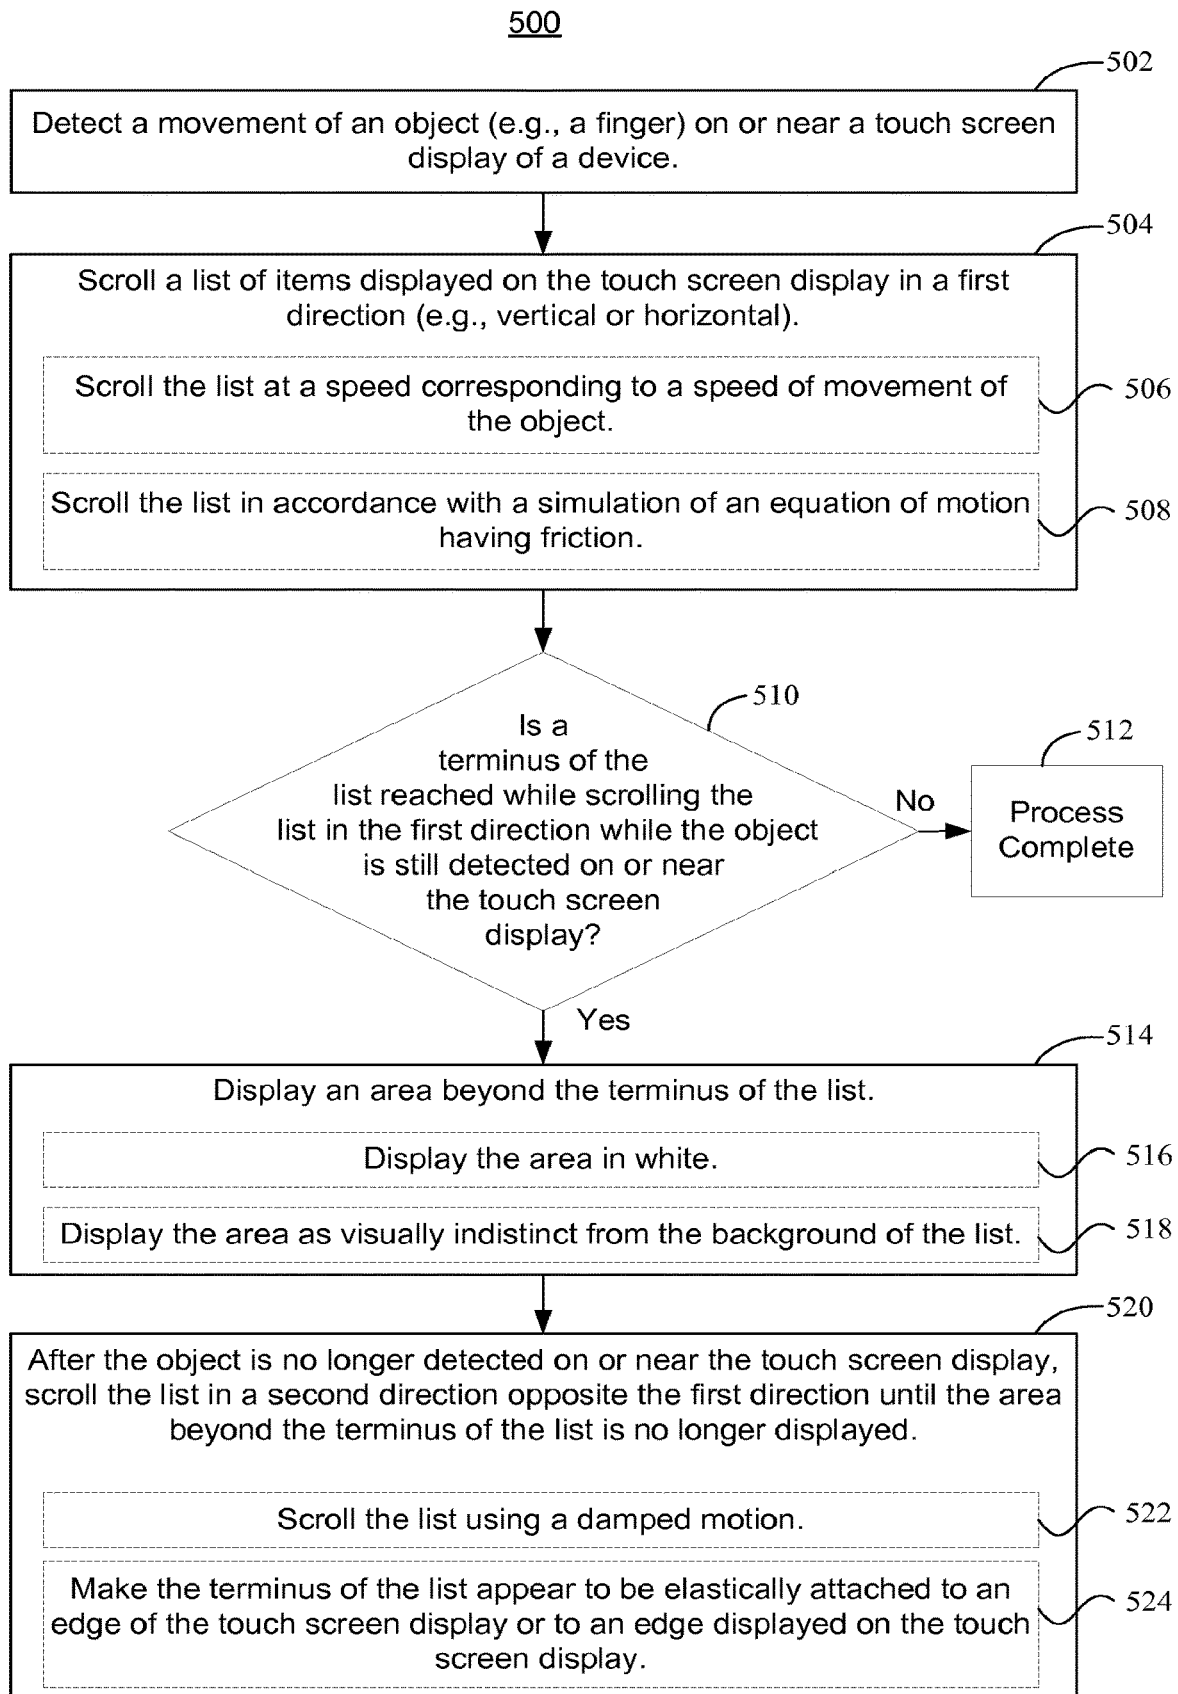 500
502
Detect a movement of an object (e.g., a finger) on or near a touch screen
display of a device.
504
Scroll a list of items displayed on the touch screen display in a first
direction (e.g., vertical or horizontal).
Scroll the list at a speed corresponding to a speed of movement of
the object.
506
Scroll the list in accordance with a simulation of an equation of motion
having friction.
508
510
Is a
terminus of the
list reached while scrolling the
list in the first direction while the object
is still detected on or near
the touch screen
display?
No
512
Process
Complete
Yes
514
Display an area beyond the terminus of the list.
Display the area in white.
516
Display the area as visually indistinct from the background of the list.
518
520
After the object is no longer detected on or near the touch screen display,
scroll the list in a second direction opposite the first direction until the area
beyond the terminus of the list is no longer displayed.
Scroll the list using a damped motion.
522
Make the terminus of the list appear to be elastically attached to an
edge of the touch screen display or to an edge displayed on the touch
screen display.
524